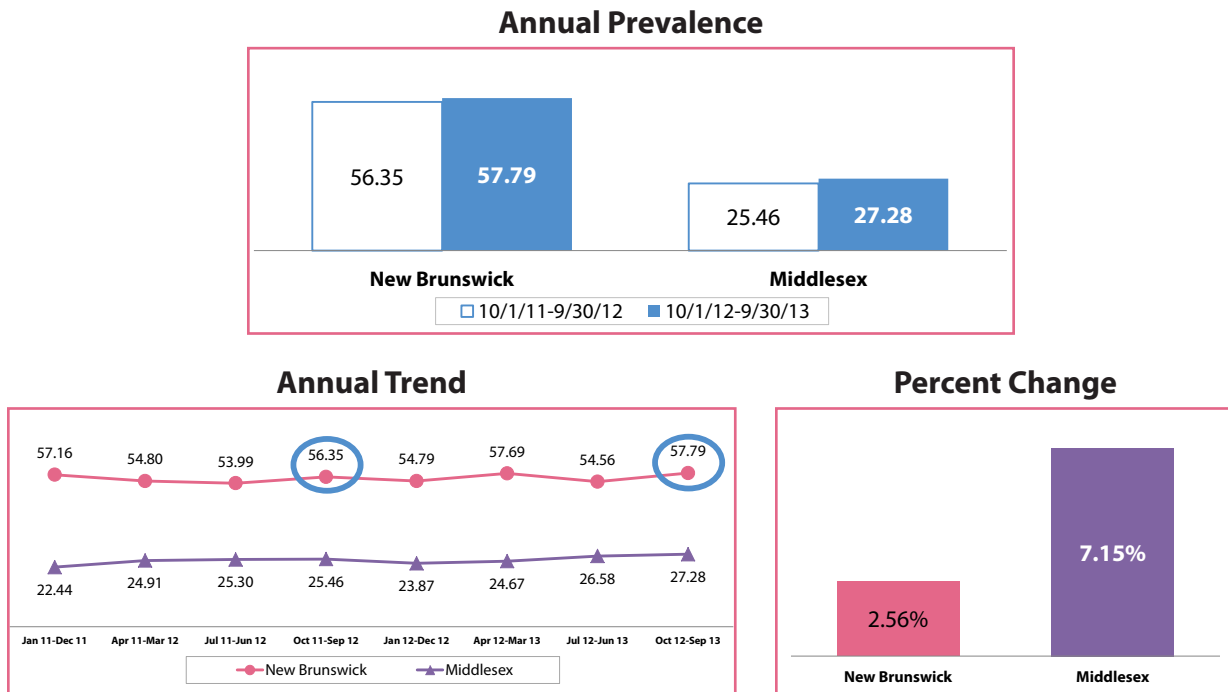 Annual Prevalence
56.35 57.79 25.46 27.28
New Brunswick Middlesex
10/1/11-9/30/12 10/1/12-9/30/13
Annual Trend
57.16 54.80 53.99 56.35 54.79 57.69 54.56 57.79
22.44 24.91 25.30 25.46 23.87 24.67 26.58 27.28
Jan 11-Dec 11 Apr 11-Mar 12 Jul 11-Jun 12 Oct 11-Sep 12 Jan 12-Dec 12 Apr 12-Mar 13 Jul 12-Jun 13 Oct 12-Sep 13
New Brunswick Middlesex
Percent Change
7.15%
2.56%
New Brunswick Middlesex